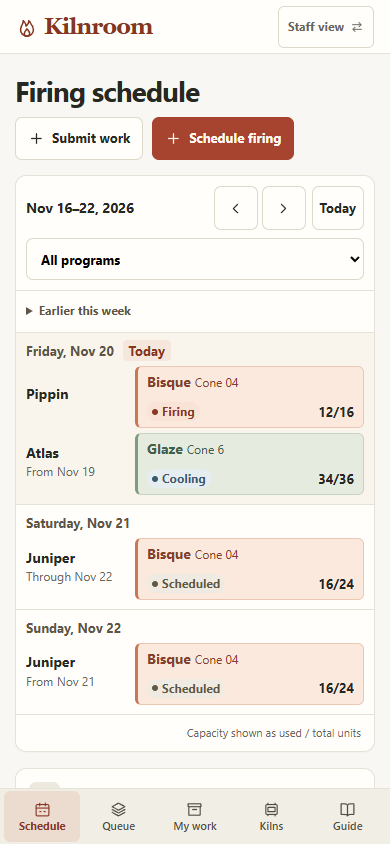 Kilnroom
Staff view
Firing schedule
Submit work
Schedule firing
Nov 16–22, 2026
Today
All programs
Earlier this week
Friday, Nov 20 Today
Pippin
Bisque Cone 04
Firing 12/16
Atlas
From Nov 19
Glaze Cone 6
Cooling 34/36
Saturday, Nov 21
Juniper
Through Nov 22
Bisque Cone 04
Scheduled 16/24
Sunday, Nov 22
Juniper
From Nov 21
Bisque Cone 04
Scheduled 16/24
Capacity shown as used / total units
Schedule
Queue
My work
Kilns
Guide